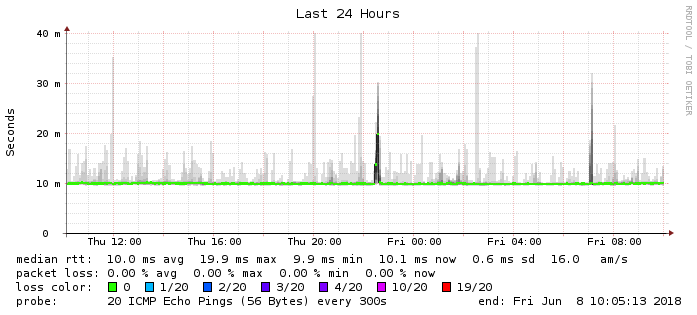 Last 24 Hours
RRDTOOL / TOBI OETIKER
40 m
30 m
20 m
10 m
0
Seconds
Thu 12:00 Thu 16:00 Thu 20:00 Fri 00:00 Fri 04:00 Fri 08:00
median rtt: 10.0 ms avg 19.9 ms max 9.9 ms min 10.1 ms now 0.6 ms sd 16.0 am/s
packet loss: 0.00 % avg 0.00 % max 0.00 % min 0.00 % now
loss color: 0 1/20 2/20 3/20 4/20 10/20 19/20
probe: 20 ICMP Echo Pings (56 Bytes) every 300s end: Fri Jun 8 10:05:13 2018